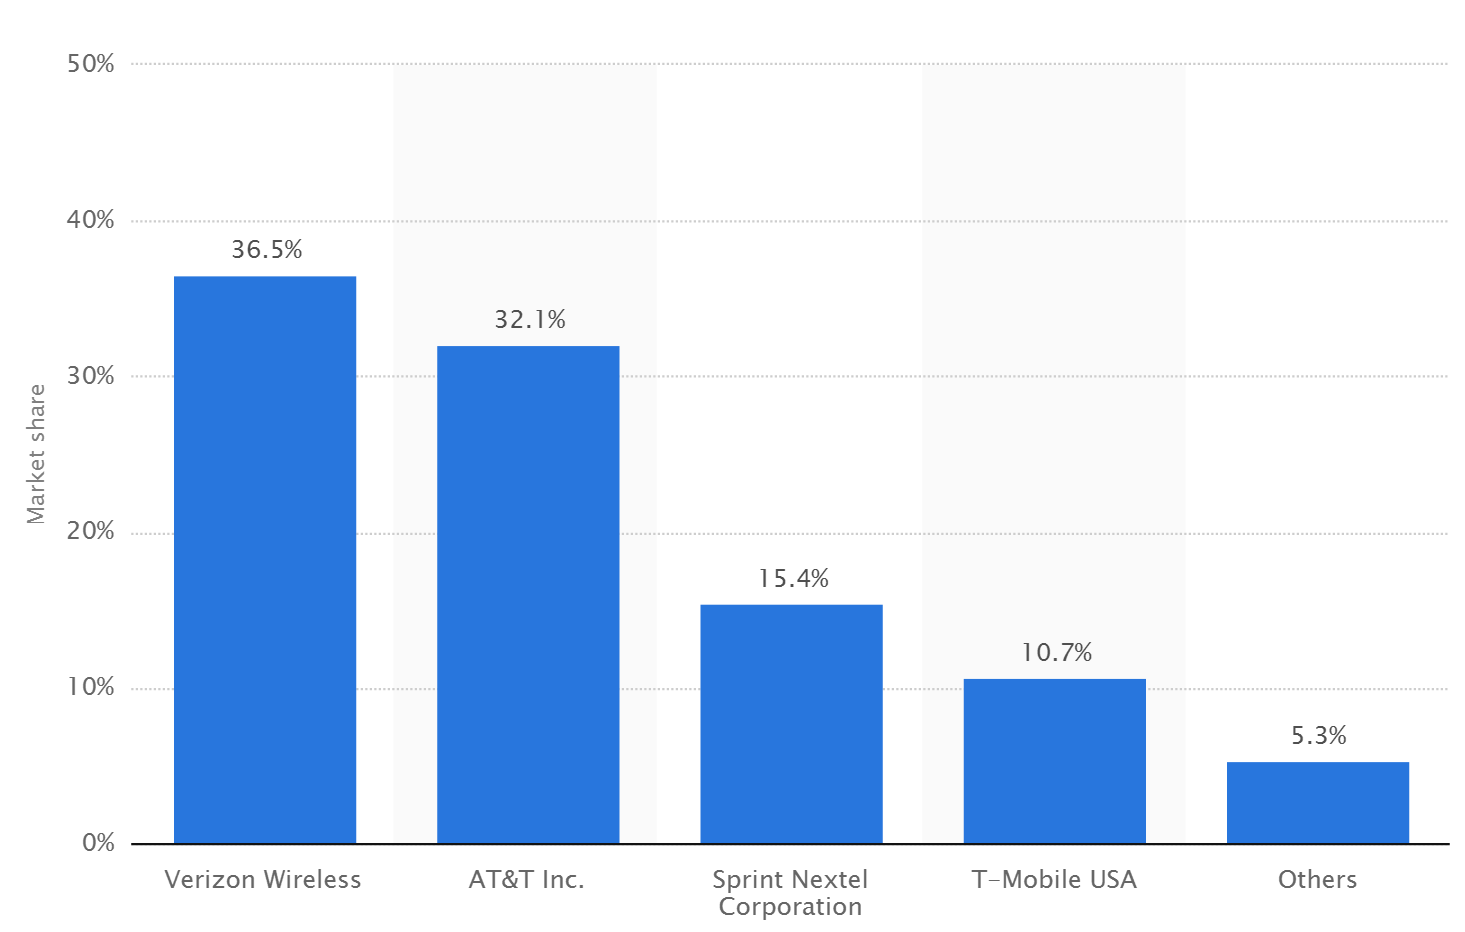 50%
40%
30%
20%
10%
0%
Market share
36.5%
32.1%
15.4%
10.7%
5.3%
Verizon Wireless
AT&T Inc.
Sprint Nextel
Corporation
T-Mobile USA
Others